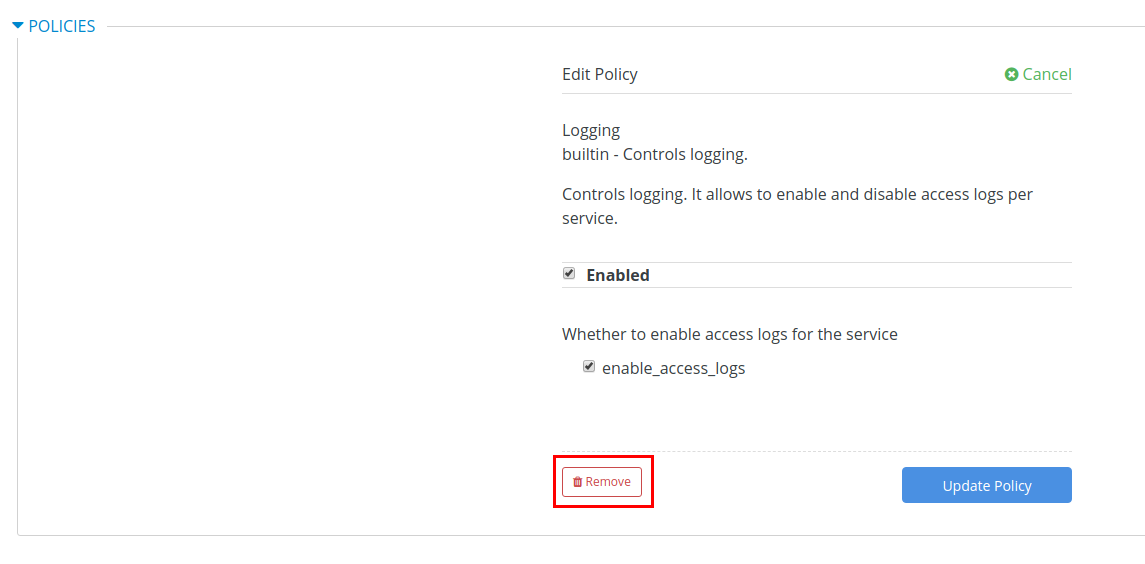 POLICIES
Edit Policy
Cancel
Logging
builtin - Controls logging.
Controls logging. It allows to enable and disable access logs per
service.
Enabled
Whether to enable access logs for the service
enable_access_logs
Remove
Update Policy